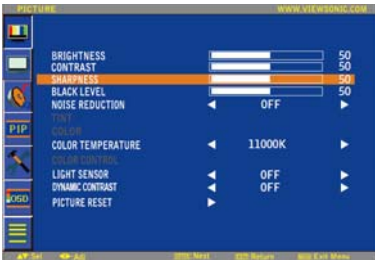 PICTURE WWW.VIEWSONIC.COM
BRIGHTNESS 50
CONTRAST 50
SHARPNESS 50
BLACK LEVEL 50
NOISE REDUCTION OFF
TINT
COLOR
COLOR TEMPERATURE 11000K
COLOR CONTROL
LIGHT SENSOR OFF
DYNAMIC CONTRAST OFF
PICTURE RESET
PIP
OSD
Sel Adj Next Return Exit Menu